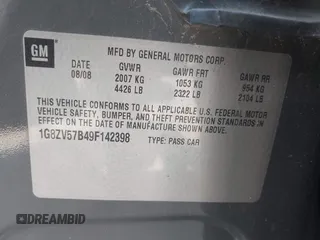 GM
MFD BY GENERAL MOTORS CORP.
DATE GVWR GAWR FRT GAWR RR
08/08 2007 KG 1053 KG 954 KG
4426 LB 2322 LB 2104 LB
THIS VEHICLE CONFORMS TO ALL APPLICABLE U.S. FEDERAL MOTOR
VEHICLE SAFETY, BUMPER, AND THEFT PREVENTION STANDARDS
IN EFFECT ON THE DATE OF MANUFACTURE SHOWN ABOVE.
1G8ZV57B49F142398 TYPE: PASS CAR
DREAMBID